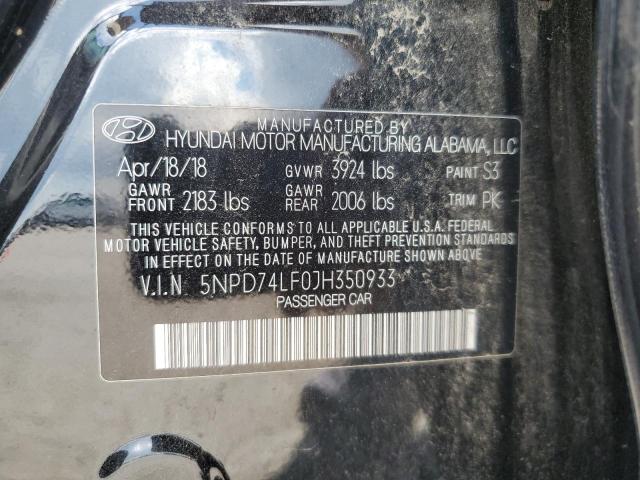 MANUFACTURED BY
HYUNDAI MOTOR MANUFACTURING ALABAMA, LLC
Apr/18/18 GVWR 3924 lbs PAINT S3
GAWR FRONT 2183 lbs GAWR REAR 2006 lbs TRIM PK
THIS VEHICLE CONFORMS TO ALL APPLICABLE U.S.A. FEDERAL
MOTOR VEHICLE SAFETY, BUMPER, AND THEFT PREVENTION STANDARDS
IN EFFECT ON THE DATE OF MANUFACTURE SHOWN ABOVE
V.I.N 5NPD74LF0JH350933
PASSENGER CAR